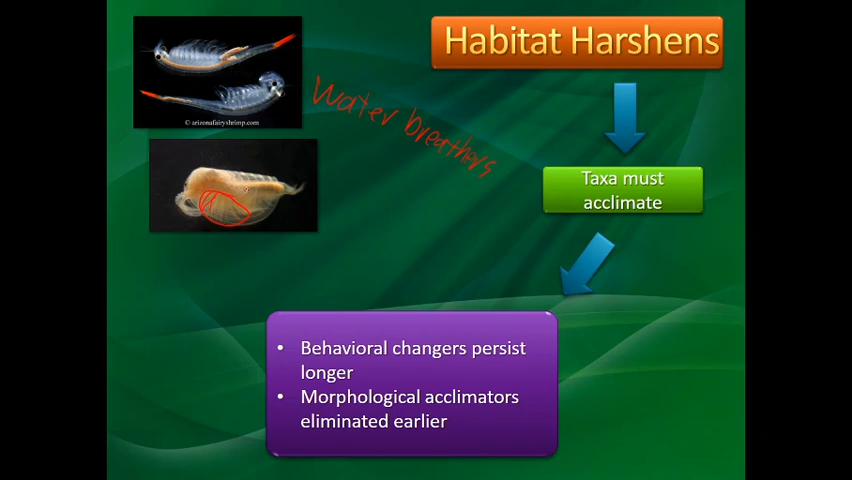 Habitat Harshens
© arizonafairyshrimp.com
Water breathers
Taxa must
acclimate
• Behavioral changers persist
longer
• Morphological acclimators
eliminated earlier